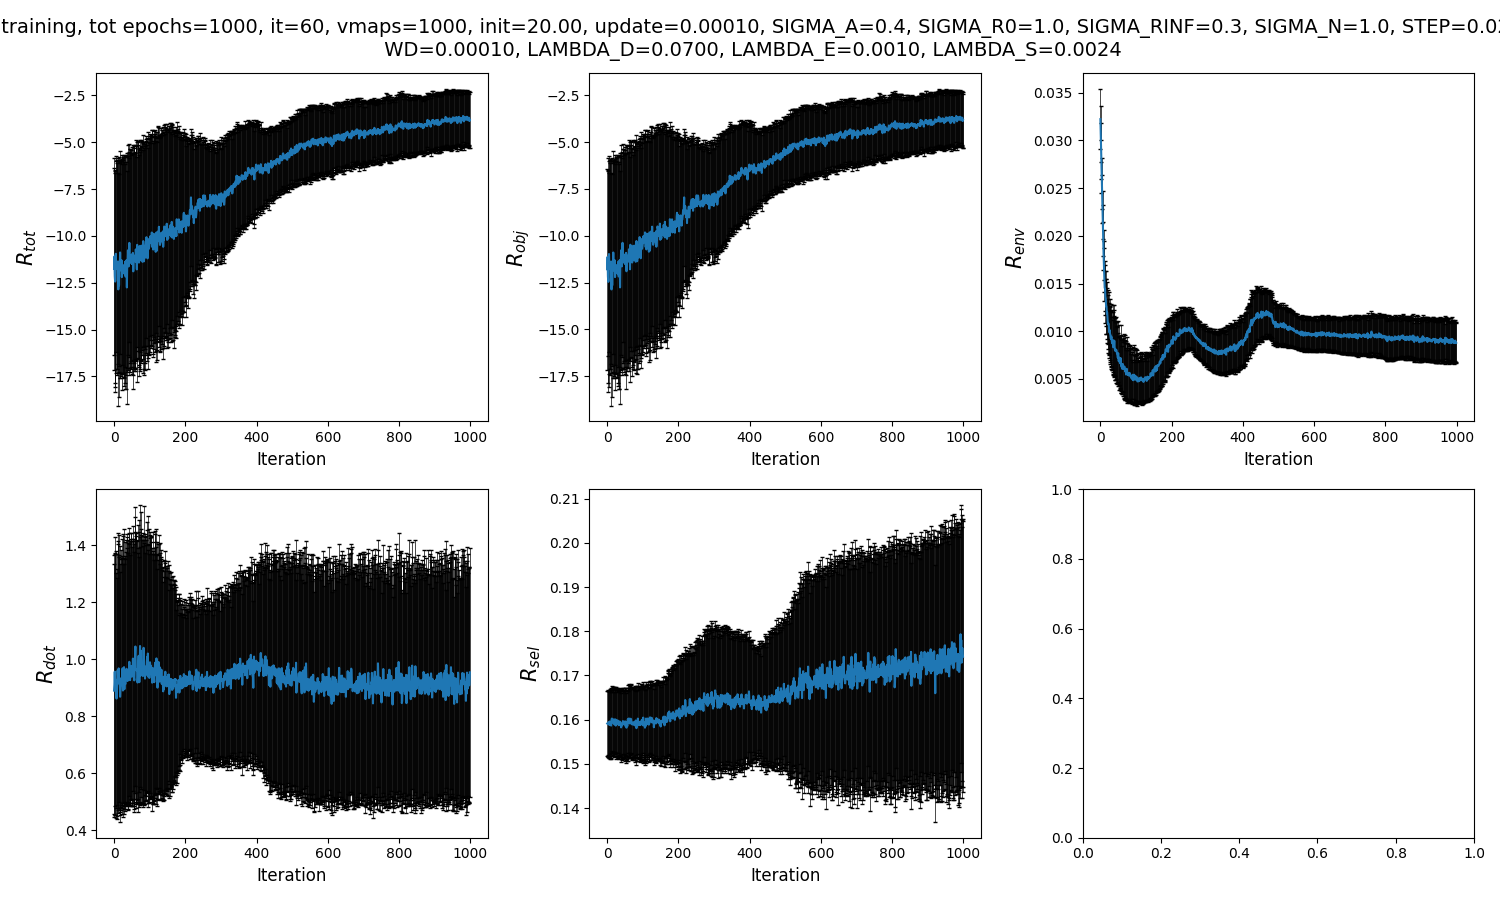 training, tot epochs=1000, it=60, vmaps=1000, init=20.00, update=0.00010, SIGMA_A=0.4, SIGMA_R0=1.0, SIGMA_RINF=0.3, SIGMA_N=1.0,
WD=0.00010, LAMBDA_D=0.0700, LAMBDA_E=0.0010, LAMBDA_S=0.0024
−2.5
−5.0
−7.5
−10.0
−12.5
−15.0
−17.5
R_tot
0 200 400 600 800 1000
Iteration
−2.5
−5.0
−7.5
−10.0
−12.5
−15.0
−17.5
R_obj
0 200 400 600 800 1000
Iteration
0.035
0.030
0.025
0.020
0.015
0.010
0.005
R_env
0 200 400 600 800 1000
Iteration
1.4
1.2
1.0
0.8
0.6
0.4
R_dot
0 200 400 600 800 1000
Iteration
0.21
0.20
0.19
0.18
0.17
0.16
0.15
0.14
R_sel
0 200 400 600 800 1000
Iteration
1.0
0.8
0.6
0.4
0.2
0.0
0.0 0.2 0.4 0.6 0.8 1.0